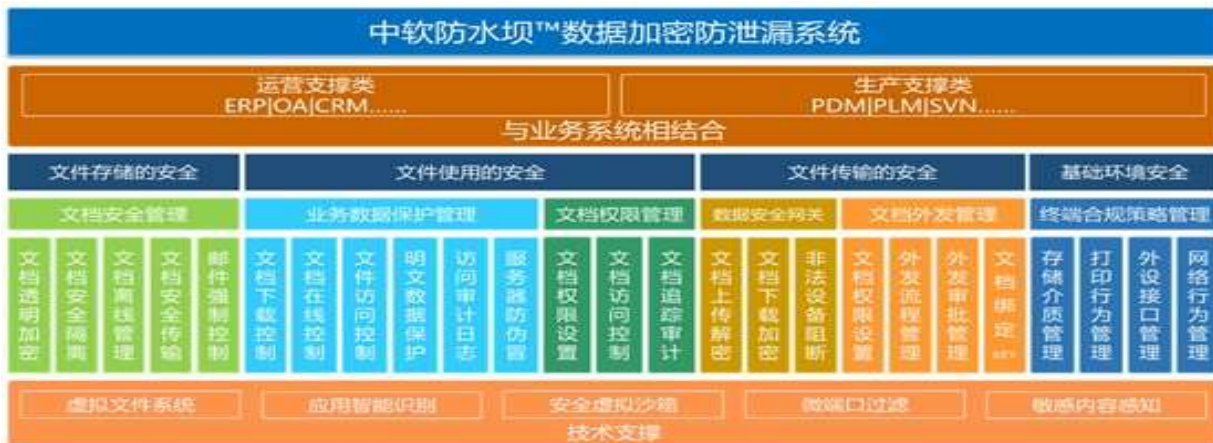 中软防水坝™数据加密防泄漏系统
运营支撑类
ERP|OA|CRM......
生产支撑类
PDM|PLM|SVN......
与业务系统相结合
文件存储的安全
文件使用的安全
文件传输的安全
基础环境安全
文档安全管理
业务数据保护管理
文档权限管理
数据安全网关
文档外发管理
终端合规策略管理
文档透明加密
文档安全隔离
文档离线管理
文档安全传输
邮件强制控制
文档下载控制
文档在线控制
文件访问控制
明文数据保护
访问审计日志
服务器防伪冒
文档权限设置
文档访问控制
文档追踪审计
文档上传解密
文档下载加密
非法设备阻断
文档权限设置
外发流程管理
外发审批管理
文档绑定
存储介质管理
打印行为管理
外设接口管理
网络行为管理
虚拟文件系统
应用智能识别
安全虚拟沙箱
微端口过滤
敏感内容感知
技术支撑